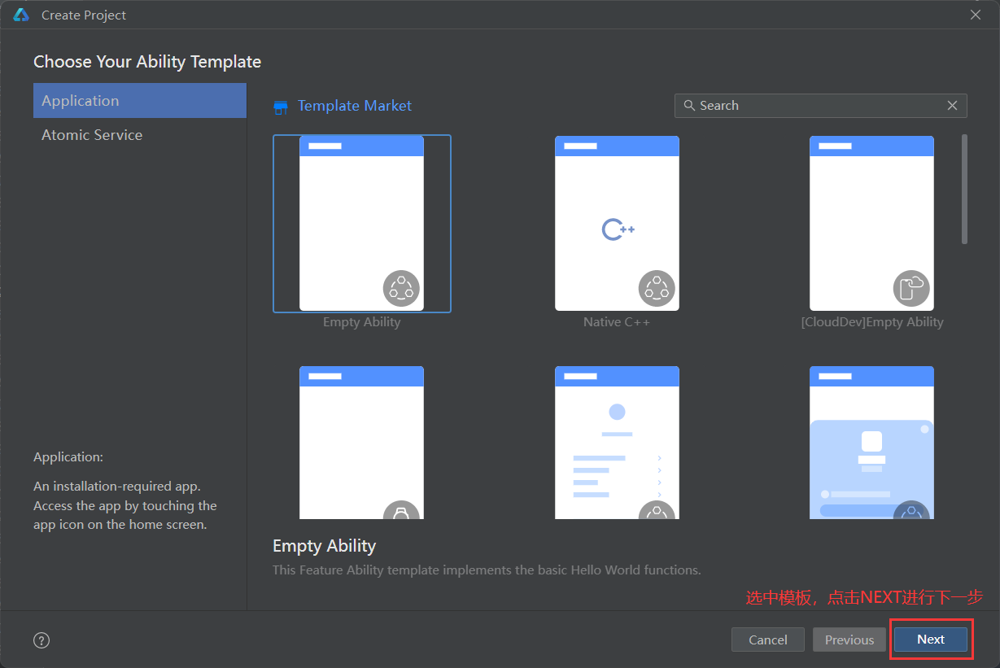 Create Project
Choose Your Ability Template
Application
Atomic Service
Template Market
Search
Empty Ability
Native C++
[CloudDev]Empty Ability
Application:
An installation-required app.
Access the app by touching the
app icon on the home screen.
Empty Ability
This Feature Ability template implements the basic Hello World functions.
选中模板，点击NEXT进行下一步
?
Cancel
Previous
Next